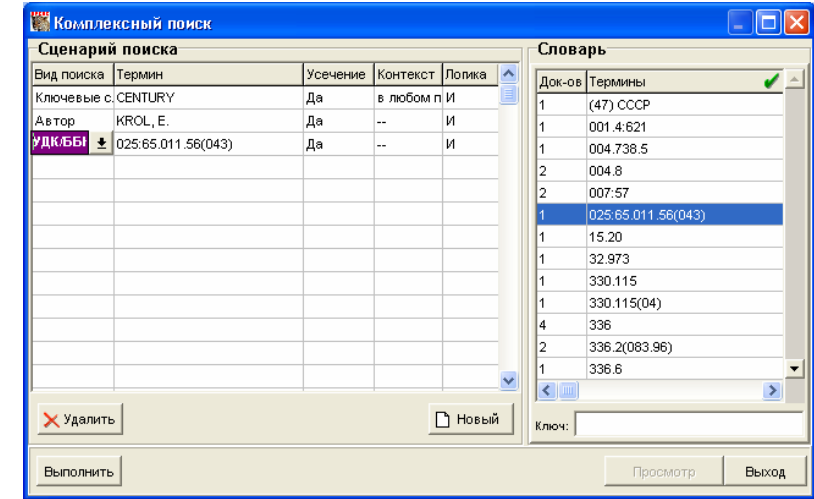 Комплексный поиск
Сценарий поиска
Вид поиска Термин Усечение Контекст Логика
Ключевые с. CENTURY Да в любом п И
Автор KROL, E. Да -- И
УДК/ББК 025:65.011.56(043) Да -- И
Удалить Новый
Словарь
Док-ов Термины
1 (47) СССР
1 001.4:621
1 004.738.5
2 004.8
2 007:57
1 025:65.011.56(043)
1 15.20
1 32.973
1 330.115
1 330.115(04)
4 336
2 336.2(083.96)
1 336.6
Ключ:
Выполнить Просмотр Выход